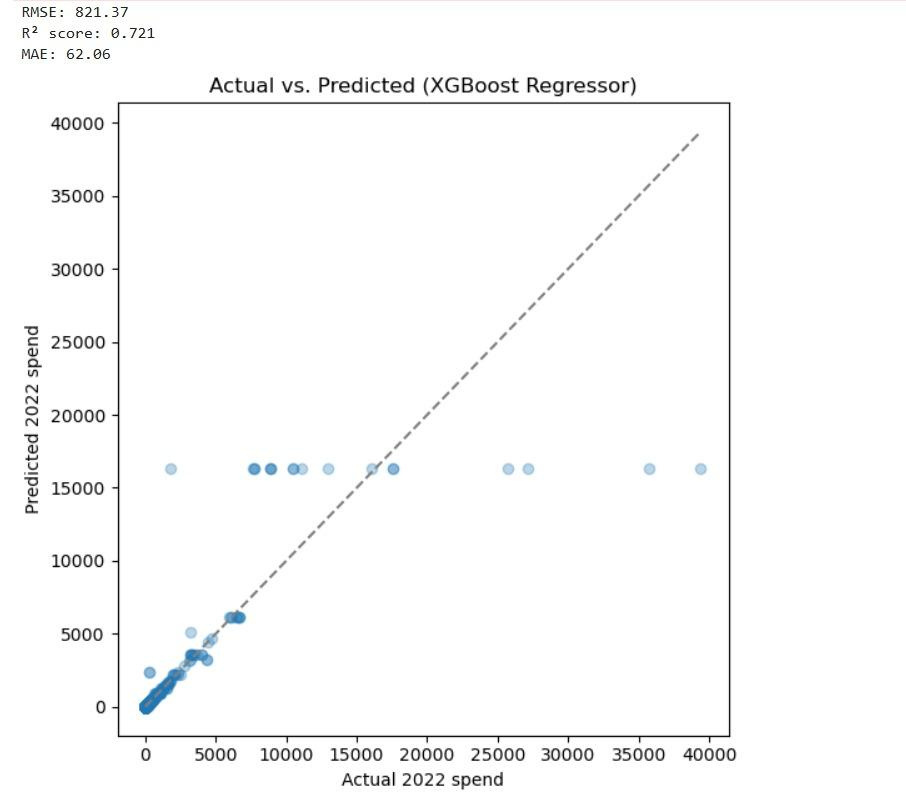 RMSE: 821.37
R² score: 0.721
MAE: 62.06
Actual vs. Predicted (XGBoost Regressor)
40000
35000
30000
25000
20000
15000
10000
5000
0
Predicted 2022 spend
0 5000 10000 15000 20000 25000 30000 35000 40000
Actual 2022 spend